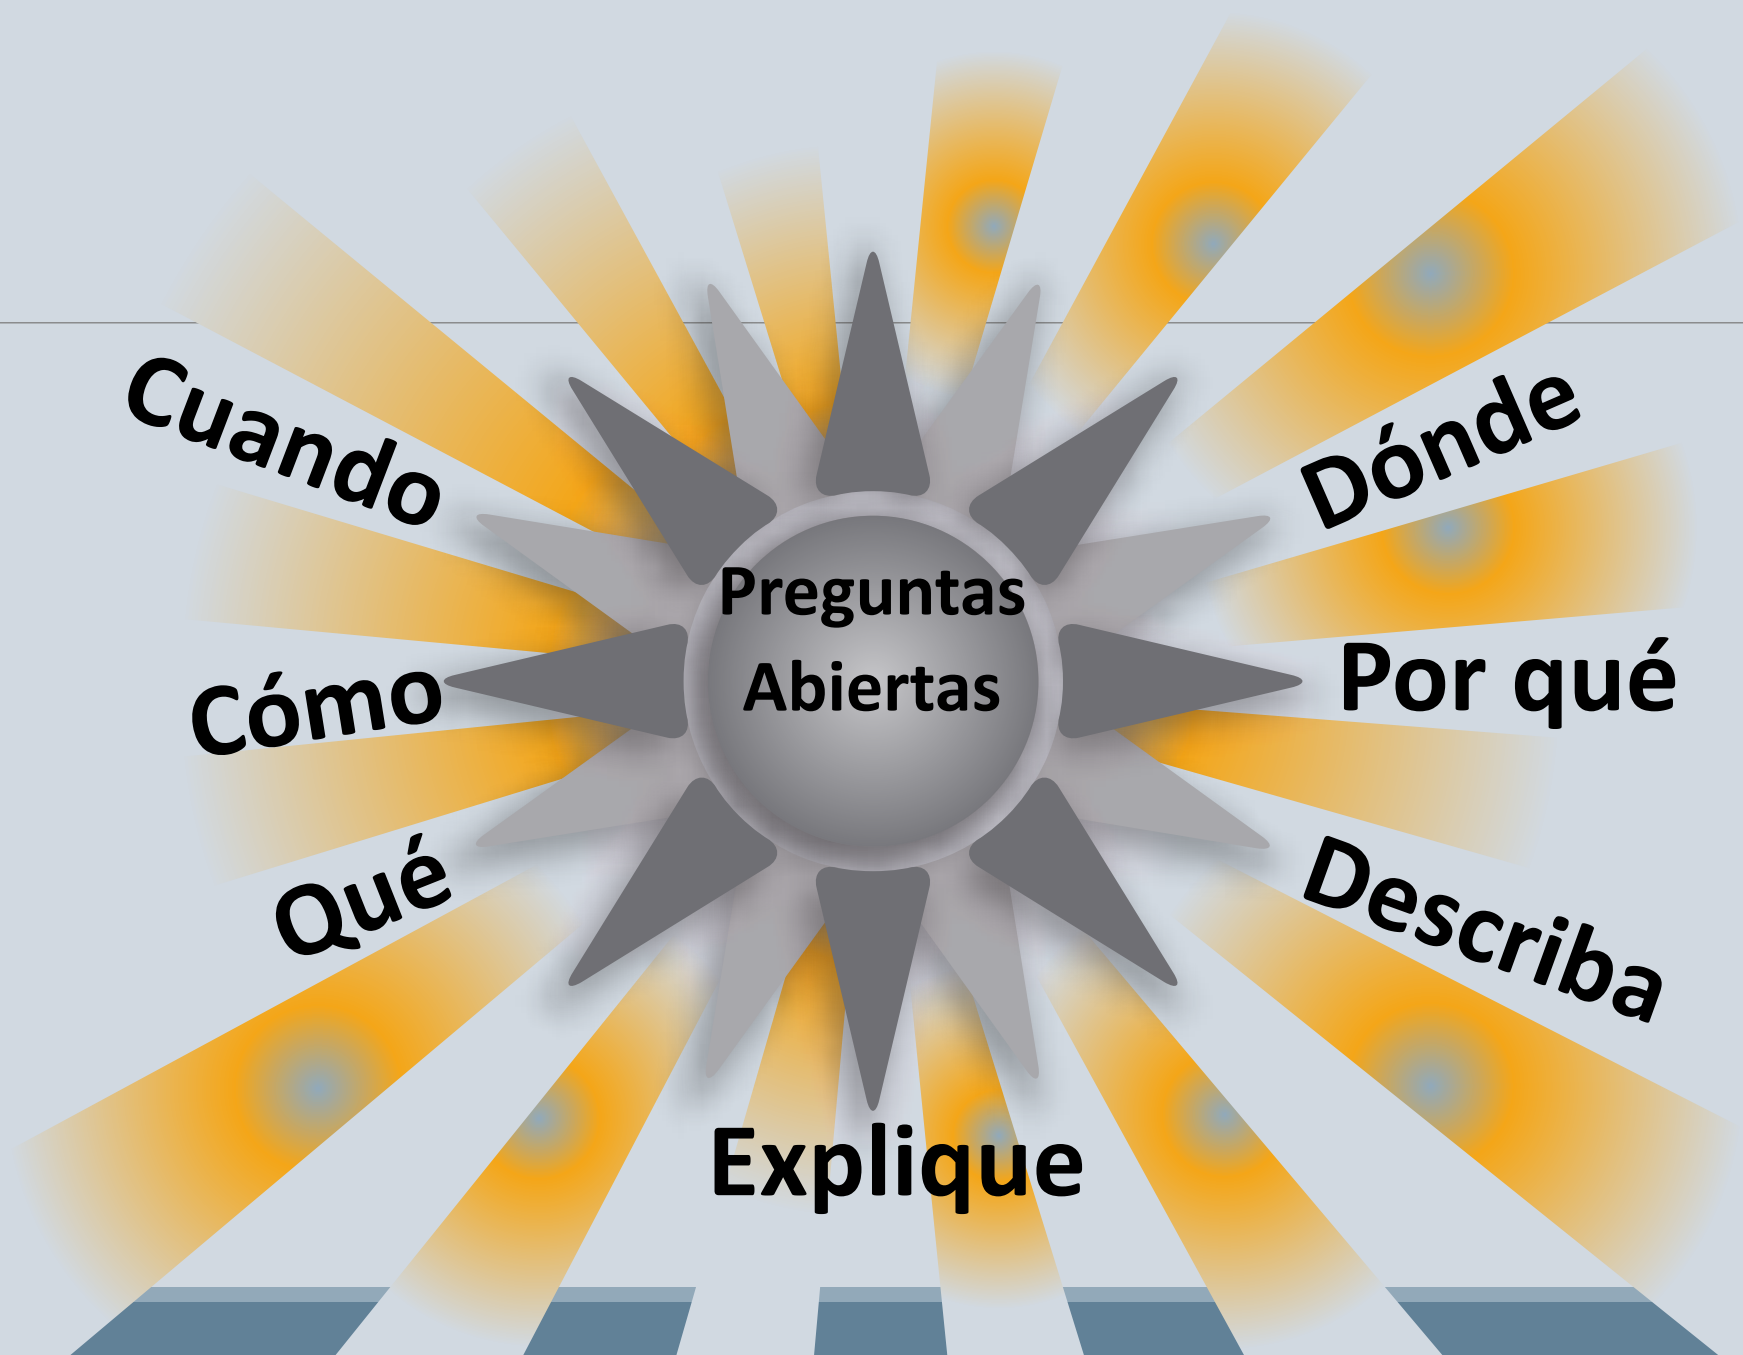 Cuando
Dónde
Preguntas
Abiertas
Cómo
Por qué
Qué
Describa
Explique